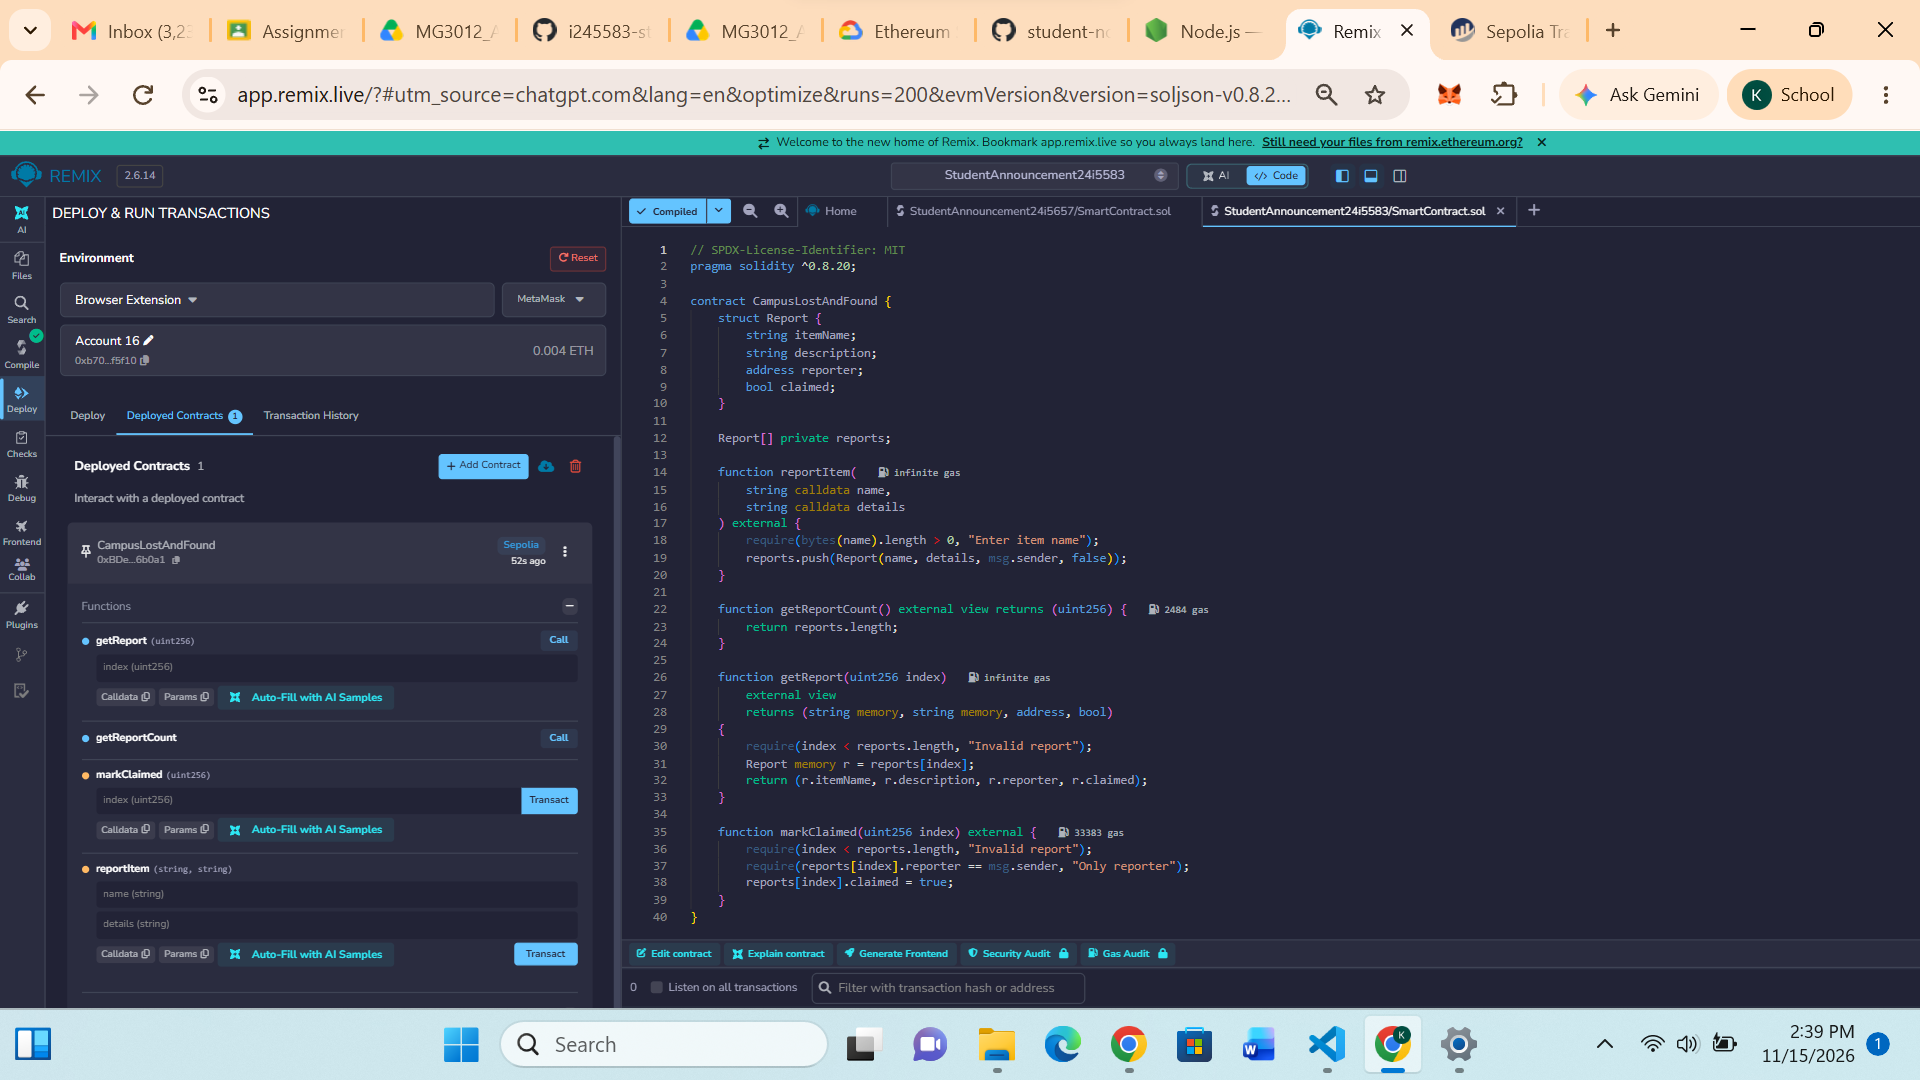 Inbox (3,23
Assignme
MG3012_A
i245583-st
MG3012_A
Ethereum
student-no
Node.js —
Remix
Sepolia Tra
app.remix.live/?#utm_source=chatgpt.com&lang=en&optimize&runs=200&evmVersion&version=soljson-v0.8.2...
Ask Gemini
K School
Welcome to the new home of Remix. Bookmark app.remix.live so you always land here. Still need your files from remix.ethereum.org?
REMIX 2.6.14
StudentAnnouncement24i5583
AI
</> Code
AI
Files
Search
Compile
Deploy
Checks
Debug
Frontend
Collab
Plugins
DEPLOY & RUN TRANSACTIONS
Environment
Reset
Browser Extension
MetaMask
Account 16
0xb70...f5f10
0.004 ETH
Deploy
Deployed Contracts 1
Transaction History
Deployed Contracts 1
+ Add Contract
Interact with a deployed contract
CampusLostAndFound
0xBDe...6b0a1
Sepolia
52s ago
Functions
getReport (uint256)
Call
index (uint256)
Calldata
Params
Auto-Fill with AI Samples
getReportCount
Call
markClaimed (uint256)
index (uint256)
Transact
Calldata
Params
Auto-Fill with AI Samples
reportItem (string, string)
name (string)
details (string)
Calldata
Params
Auto-Fill with AI Samples
Transact
Compiled
Home
StudentAnnouncement24i5657/SmartContract.sol
StudentAnnouncement24i5583/SmartContract.sol
1 // SPDX-License-Identifier: MIT
2 pragma solidity ^0.8.20;
3
4 contract CampusLostAndFound {
5 struct Report {
6 string itemName;
7 string description;
8 address reporter;
9 bool claimed;
10 }
11
12 Report[] private reports;
13
14 function reportItem( infinite gas
15 string calldata name,
16 string calldata details
17 ) external {
18 require(bytes(name).length > 0, "Enter item name");
19 reports.push(Report(name, details, msg.sender, false));
20 }
21
22 function getReportCount() external view returns (uint256) { 2484 gas
23 return reports.length;
24 }
25
26 function getReport(uint256 index) infinite gas
27 external view
28 returns (string memory, string memory, address, bool)
29 {
30 require(index < reports.length, "Invalid report");
31 Report memory r = reports[index];
32 return (r.itemName, r.description, r.reporter, r.claimed);
33 }
34
35 function markClaimed(uint256 index) external { 33383 gas
36 require(index < reports.length, "Invalid report");
37 require(reports[index].reporter == msg.sender, "Only reporter");
38 reports[index].claimed = true;
39 }
40 }
Edit contract
Explain contract
Generate Frontend
Security Audit
Gas Audit
0
Listen on all transactions
Filter with transaction hash or address
Search
2:39 PM
11/15/2026
1